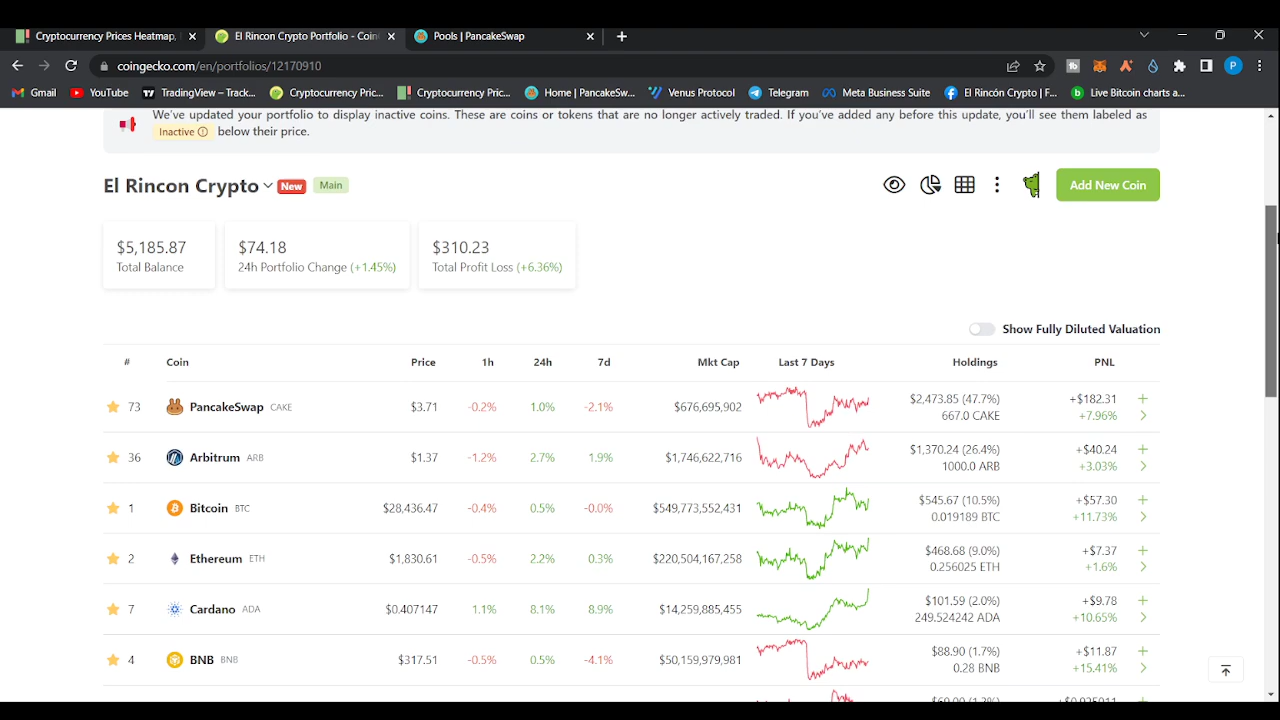 Cryptocurrency Prices Heatmap,
El Rincon Crypto Portfolio - Coin
Pools | PancakeSwap
coingecko.com/en/portfolios/12170910
Gmail YouTube TradingView – Track... Cryptocurrency Pric... Cryptocurrency Pric... Home | PancakeSw... Venus Protocol Telegram Meta Business Suite El Rincón Crypto | F... Live Bitcoin charts a...
We've updated your portfolio to display inactive coins. These are coins or tokens that are no longer actively traded. If you've added any before this update, you'll see them labeled as
Inactive below their price.
El Rincon Crypto New Main Add New Coin
$5,185.87 $74.18 $310.23
Total Balance 24h Portfolio Change (+1.45%) Total Profit Loss (+6.36%)
Show Fully Diluted Valuation
# Coin Price 1h 24h 7d Mkt Cap Last 7 Days Holdings PNL
73 PancakeSwap CAKE $3.71 -0.2% 1.0% -2.1% $676,695,902 $2,473.85 (47.7%) +$182.31
667.0 CAKE +7.96%
36 Arbitrum ARB $1.37 -1.2% 2.7% 1.9% $1,746,622,716 $1,370.24 (26.4%) +$40.24
1000.0 ARB +3.03%
1 Bitcoin BTC $28,436.47 -0.4% 0.5% -0.0% $549,773,552,431 $545.67 (10.5%) +$57.30
0.019189 BTC +11.73%
2 Ethereum ETH $1,830.61 -0.5% 2.2% 0.3% $220,504,167,258 $468.68 (9.0%) +$7.37
0.256025 ETH +1.6%
7 Cardano ADA $0.407147 1.1% 8.1% 8.9% $14,259,885,455 $101.59 (2.0%) +$9.78
249.524242 ADA +10.65%
4 BNB BNB $317.51 -0.5% 0.5% -4.1% $50,159,979,981 $88.90 (1.7%) +$11.87
0.28 BNB +15.41%